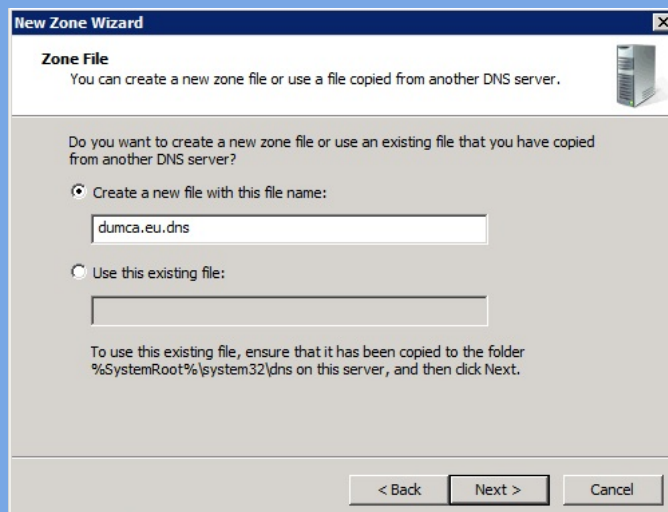 New Zone Wizard
Zone File
You can create a new zone file or use a file copied from another DNS server.
Do you want to create a new zone file or use an existing file that you have copied
from another DNS server?
Create a new file with this file name:
dumca.eu.dns
Use this existing file:
To use this existing file, ensure that it has been copied to the folder
%SystemRoot%\system32\dns on this server, and then click Next.
< Back Next > Cancel